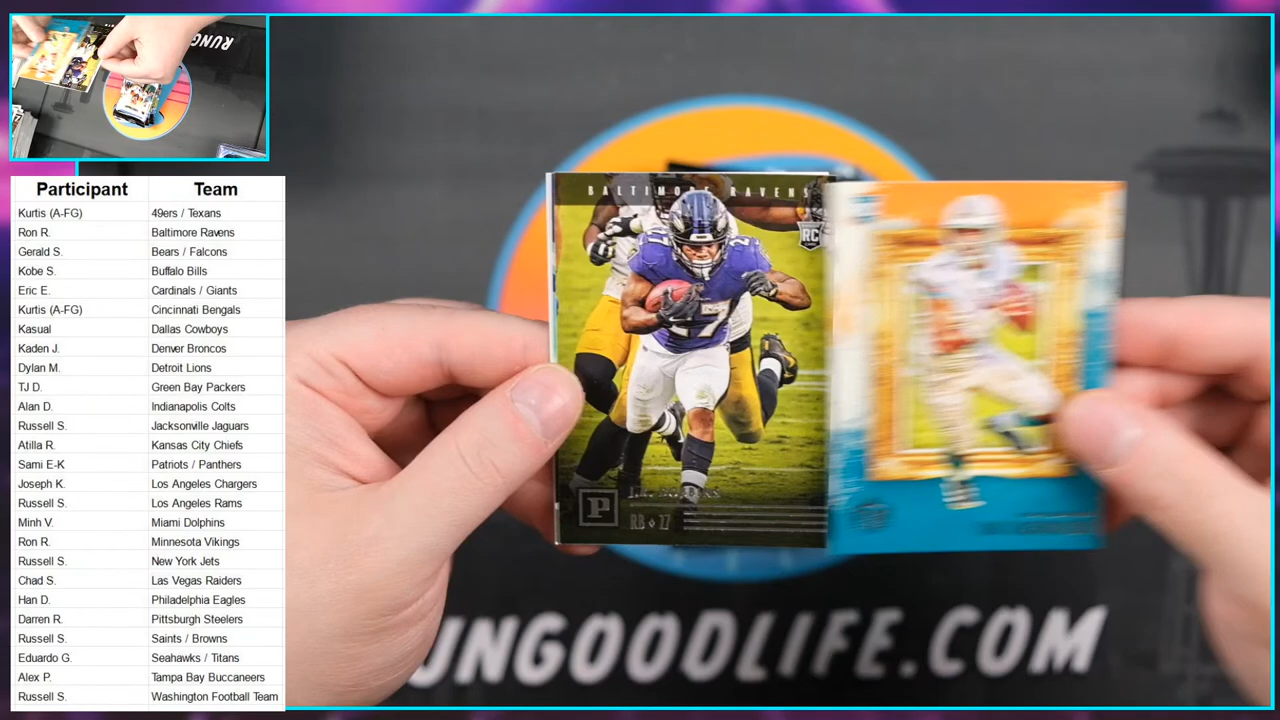 RUNGOOD
Participant Team
Kurtis (A-FG) 49ers / Texans
Ron R. Baltimore Ravens
Gerald S. Bears / Falcons
Kobe S. Buffalo Bills
Eric E. Cardinals / Giants
Kurtis (A-FG) Cincinnati Bengals
Kasual Dallas Cowboys
Kaden J. Denver Broncos
Dylan M. Detroit Lions
TJ D. Green Bay Packers
Alan D. Indianapolis Colts
Russell S. Jacksonville Jaguars
Atilla R. Kansas City Chiefs
Sami E-K Patriots / Panthers
Joseph K. Los Angeles Chargers
Russell S. Los Angeles Rams
Minh V. Miami Dolphins
Ron R. Minnesota Vikings
Russell S. New York Jets
Chad S. Las Vegas Raiders
Han D. Philadelphia Eagles
Darren R. Pittsburgh Steelers
Russell S. Saints / Browns
Eduardo G. Seahawks / Titans
Alex P. Tampa Bay Buccaneers
Russell S. Washington Football Team
BALTIMORE RAVENS
RC
27
P
RB 27
UNGOODLIFE.COM